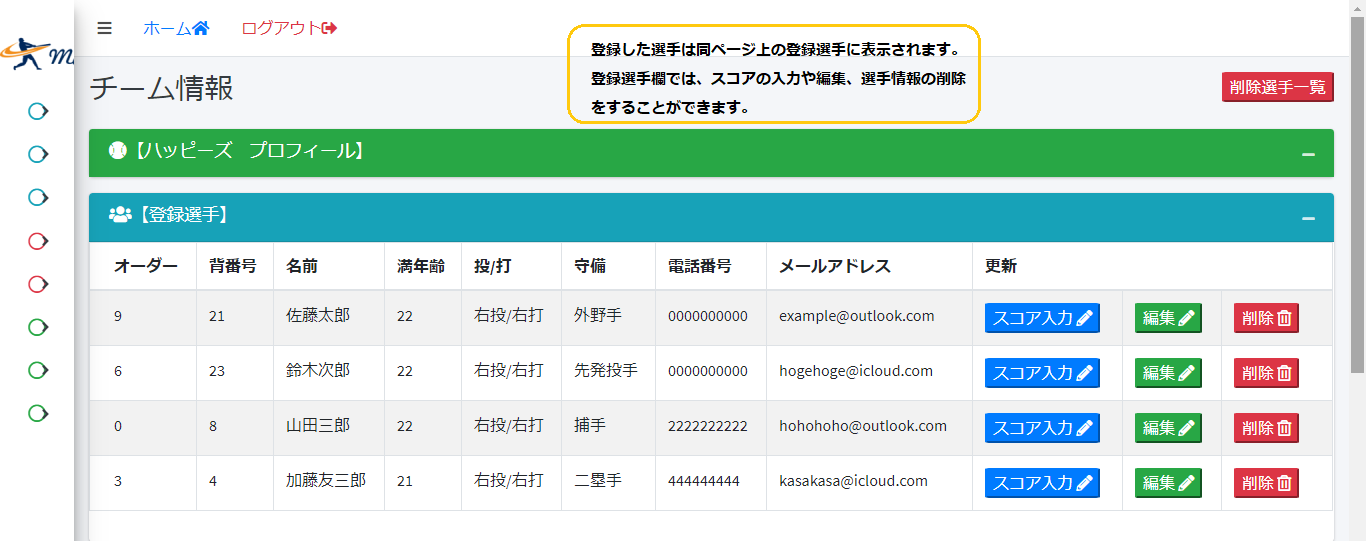 ホーム
ログアウト
登録した選手は同ページ上の登録選手に表示されます。
登録選手欄では、スコアの入力や編集、選手情報の削除
をすることができます。
チーム情報
削除選手一覧
【ハッピーズ　プロフィール】
【登録選手】
オーダー 背番号 名前 満年齢 投/打 守備 電話番号 メールアドレス 更新
9 21 佐藤太郎 22 右投/右打 外野手 0000000000 example@outlook.com スコア入力 編集 削除
6 23 鈴木次郎 22 右投/右打 先発投手 0000000000 hogehoge@icloud.com スコア入力 編集 削除
0 8 山田三郎 22 右投/右打 捕手 2222222222 hohohoho@outlook.com スコア入力 編集 削除
3 4 加藤友三郎 21 右投/右打 二塁手 444444444 kasakasa@icloud.com スコア入力 編集 削除